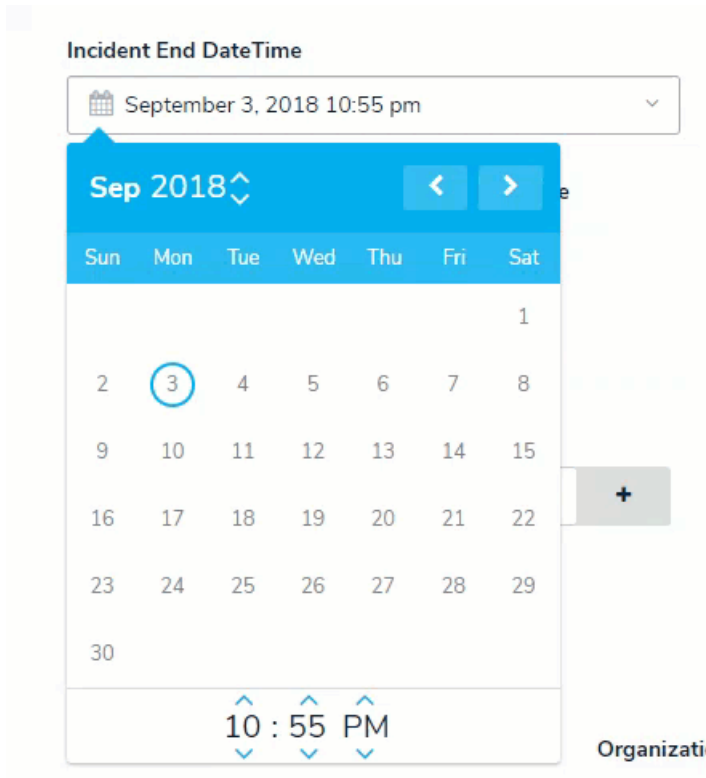 Incident End DateTime
September 3, 2018 10:55 pm
Sep 2018
e
Sun Mon Tue Wed Thu Fri Sat
1
2 3 4 5 6 7 8
9 10 11 12 13 14 15
16 17 18 19 20 21 22
23 24 25 26 27 28 29
30
+
10 : 55 PM
Organizati